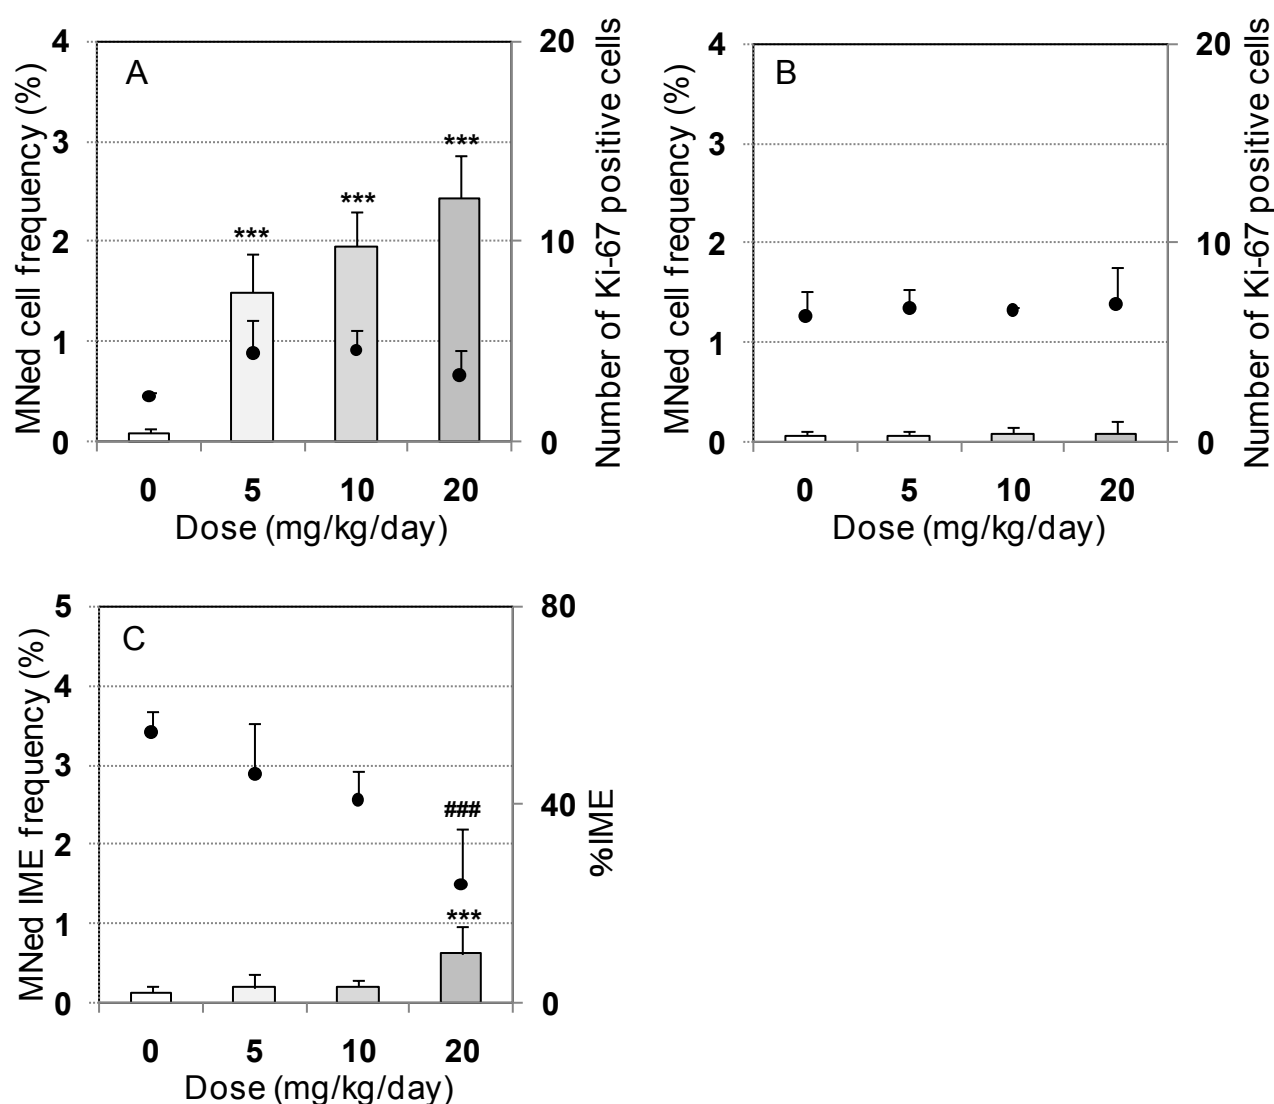 A
MNed cell frequency (%)
4
3
2
1
0
20
10
0
Number of Ki-67 positive cells
***
***
***
0 5 10 20
Dose (mg/kg/day)
B
MNed cell frequency (%)
4
3
2
1
0
20
10
0
Number of Ki-67 positive cells
0 5 10 20
Dose (mg/kg/day)
C
MNed IME frequency (%)
5
4
3
2
1
0
80
40
0
%IME
###
***
0 5 10 20
Dose (mg/kg/day)